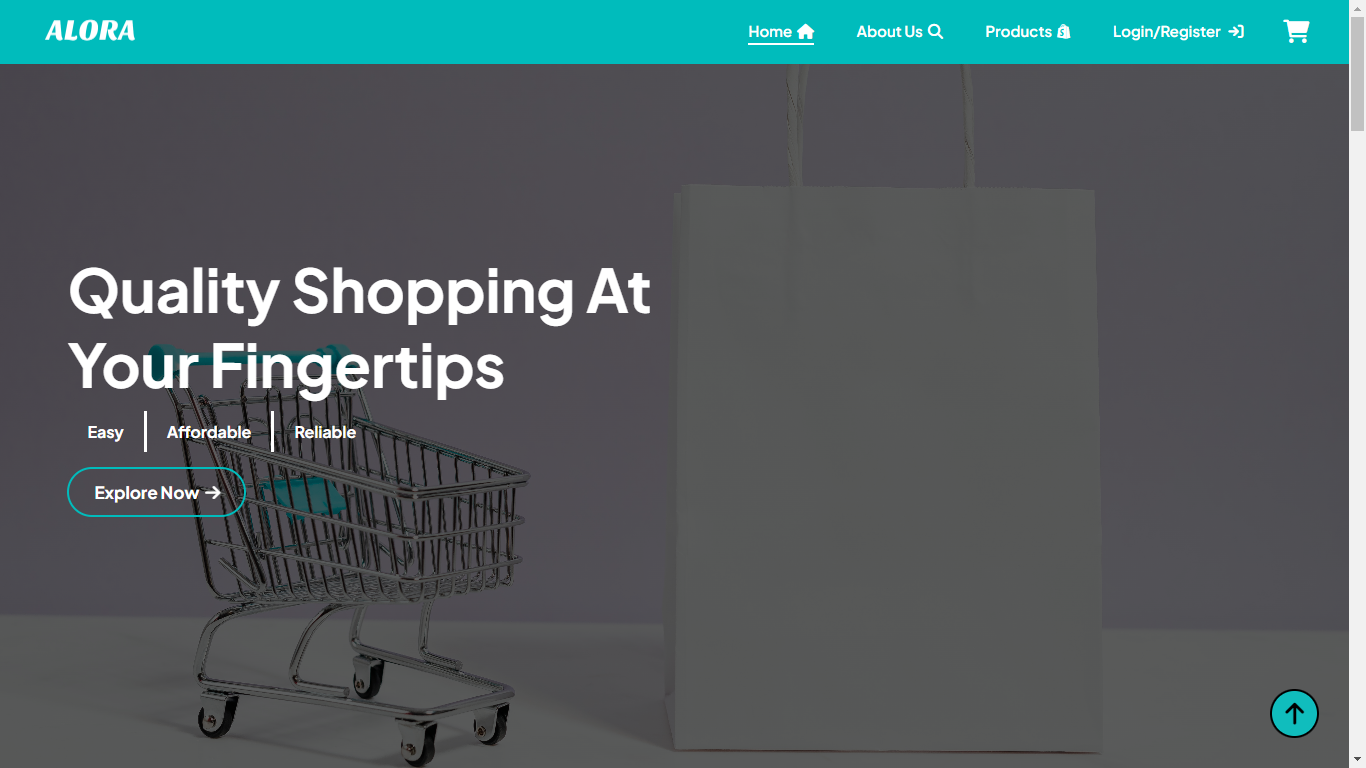 ALORA
Home
About Us
Products
Login/Register
Quality Shopping At
Your Fingertips
Easy
Affordable
Reliable
Explore Now